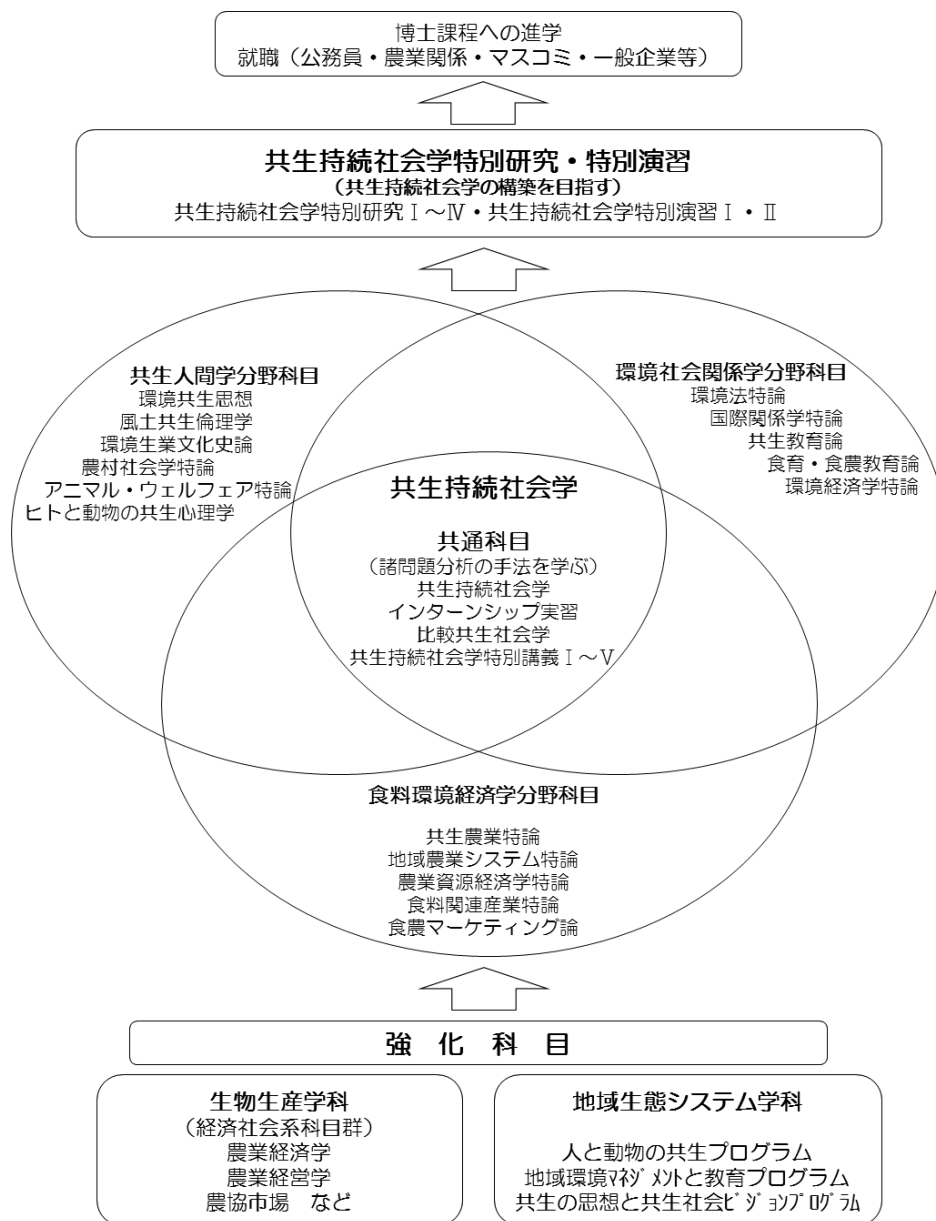 博士課程への進学
就職（公務員・農業関係・マスコミ・一般企業等）
共生持続社会学特別研究・特別演習
（共生持続社会学の構築を目指す）
共生持続社会学特別研究Ⅰ～Ⅳ・共生持続社会学特別演習Ⅰ・Ⅱ
共生人間学分野科目
環境共生思想
風土共生倫理学
環境生業文化史論
農村社会学特論
アニマル・ウェルフェア特論
ヒトと動物の共生心理学
環境社会関係学分野科目
環境法特論
国際関係学特論
共生教育論
食育・食農教育論
環境経済学特論
共生持続社会学
共通科目
（諸問題分析の手法を学ぶ）
共生持続社会学
インターンシップ実習
比較共生社会学
共生持続社会学特別講義Ⅰ～Ⅴ
食料環境経済学分野科目
共生農業特論
地域農業システム特論
農業資源経済学特論
食料関連産業特論
食農マーケティング論
強　化　科　目
生物生産学科
（経済社会系科目群）
農業経済学
農業経営学
農協市場　など
地域生態システム学科
人と動物の共生プログラム
地域環境ﾏﾈｼﾞﾒﾝﾄと教育プログラム
共生の思想と共生社会ﾋﾞｼﾞｮﾝﾌﾟﾛｸﾞﾗﾑ